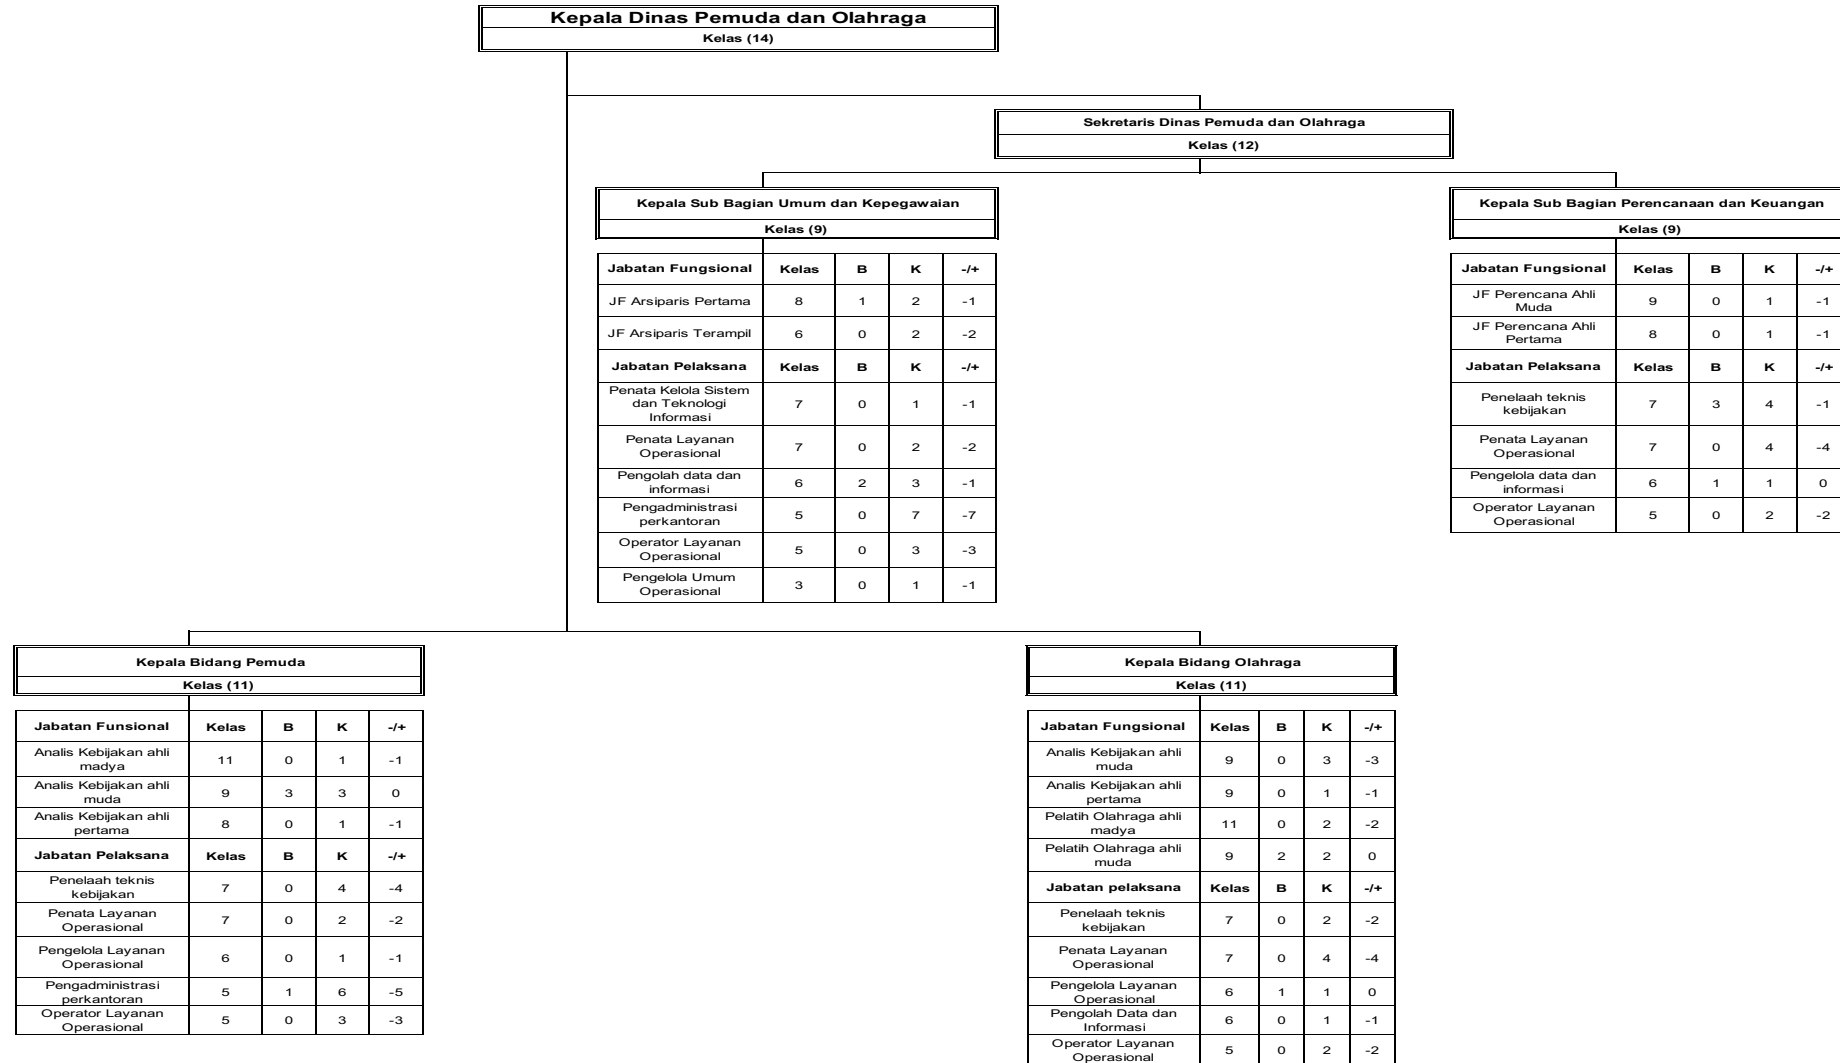 Kepala Dinas Pemuda dan Olahraga
Kelas (14)
Sekretaris Dinas Pemuda dan Olahraga
Kelas (12)
Kepala Sub Bagian Umum dan Kepegawaian
Kelas (9)
Jabatan Fungsional Kelas B K -/+
JF Arsiparis Pertama 8 1 2 -1
JF Arsiparis Terampil 6 0 2 -2
Jabatan Pelaksana Kelas B K -/+
Penata Kelola Sistem
dan Teknologi
Informasi
7 0 1 -1
Penata Layanan
Operasional
7 0 2 -2
Pengolah data dan
informasi
6 2 3 -1
Pengadministrasi
perkantoran
5 0 7 -7
Operator Layanan
Operasional
5 0 3 -3
Pengelola Umum
Operasional
3 0 1 -1
Kepala Sub Bagian Perencanaan dan Keuangan
Kelas (9)
Jabatan Fungsional Kelas B K -/+
JF Perencana Ahli
Muda
9 0 1 -1
JF Perencana Ahli
Pertama
8 0 1 -1
Jabatan Pelaksana Kelas B K -/+
Penelaah teknis
kebijakan
7 3 4 -1
Penata Layanan
Operasional
7 0 4 -4
Pengelola data dan
informasi
6 1 1 0
Operator Layanan
Operasional
5 0 2 -2
Kepala Bidang Pemuda
Kelas (11)
Jabatan Funsional Kelas B K -/+
Analis Kebijakan ahli
madya
11 0 1 -1
Analis Kebijakan ahli
muda
9 3 3 0
Analis Kebijakan ahli
pertama
8 0 1 -1
Jabatan Pelaksana Kelas B K -/+
Penelaah teknis
kebijakan
7 0 4 -4
Penata Layanan
Operasional
7 0 2 -2
Pengelola Layanan
Operasional
6 0 1 -1
Pengadministrasi
perkantoran
5 1 6 -5
Operator Layanan
Operasional
5 0 3 -3
Kepala Bidang Olahraga
Kelas (11)
Jabatan Fungsional Kelas B K -/+
Analis Kebijakan ahli
muda
9 0 3 -3
Analis Kebijakan ahli
pertama
9 0 1 -1
Pelatih Olahraga ahli
madya
11 0 2 -2
Pelatih Olahraga ahli
muda
9 2 2 0
Jabatan pelaksana Kelas B K -/+
Penelaah teknis
kebijakan
7 0 2 -2
Penata Layanan
Operasional
7 0 4 -4
Pengelola Layanan
Operasional
6 1 1 0
Pengolah Data dan
Informasi
6 0 1 -1
Operator Layanan
Operasional
5 0 2 -2